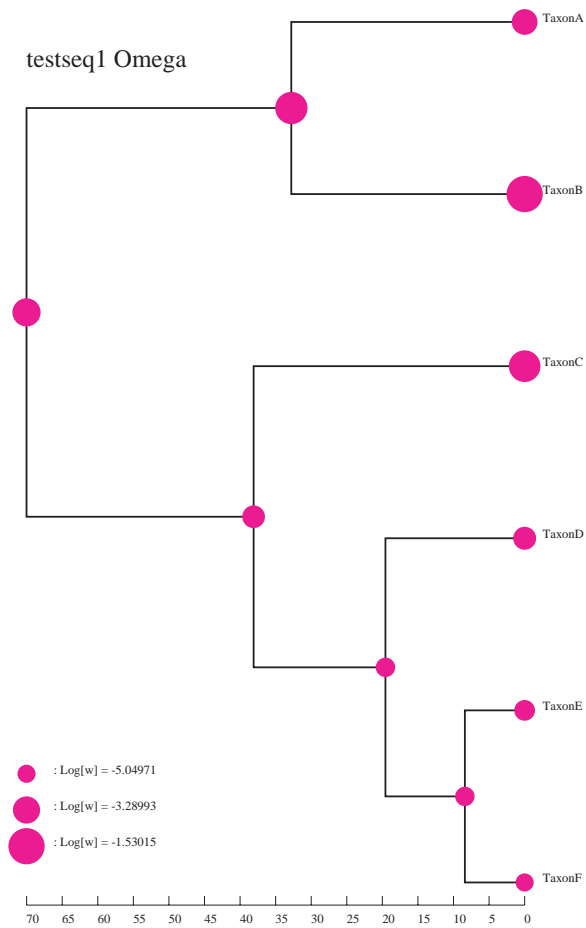 TaxonA
testseq1 Omega
TaxonB
TaxonC
TaxonD
TaxonE
: Log[w] = -5.04971
: Log[w] = -3.28993
: Log[w] = -1.53015
TaxonF
70 65 60 55 50 45 40 35 30 25 20 15 10 5 0